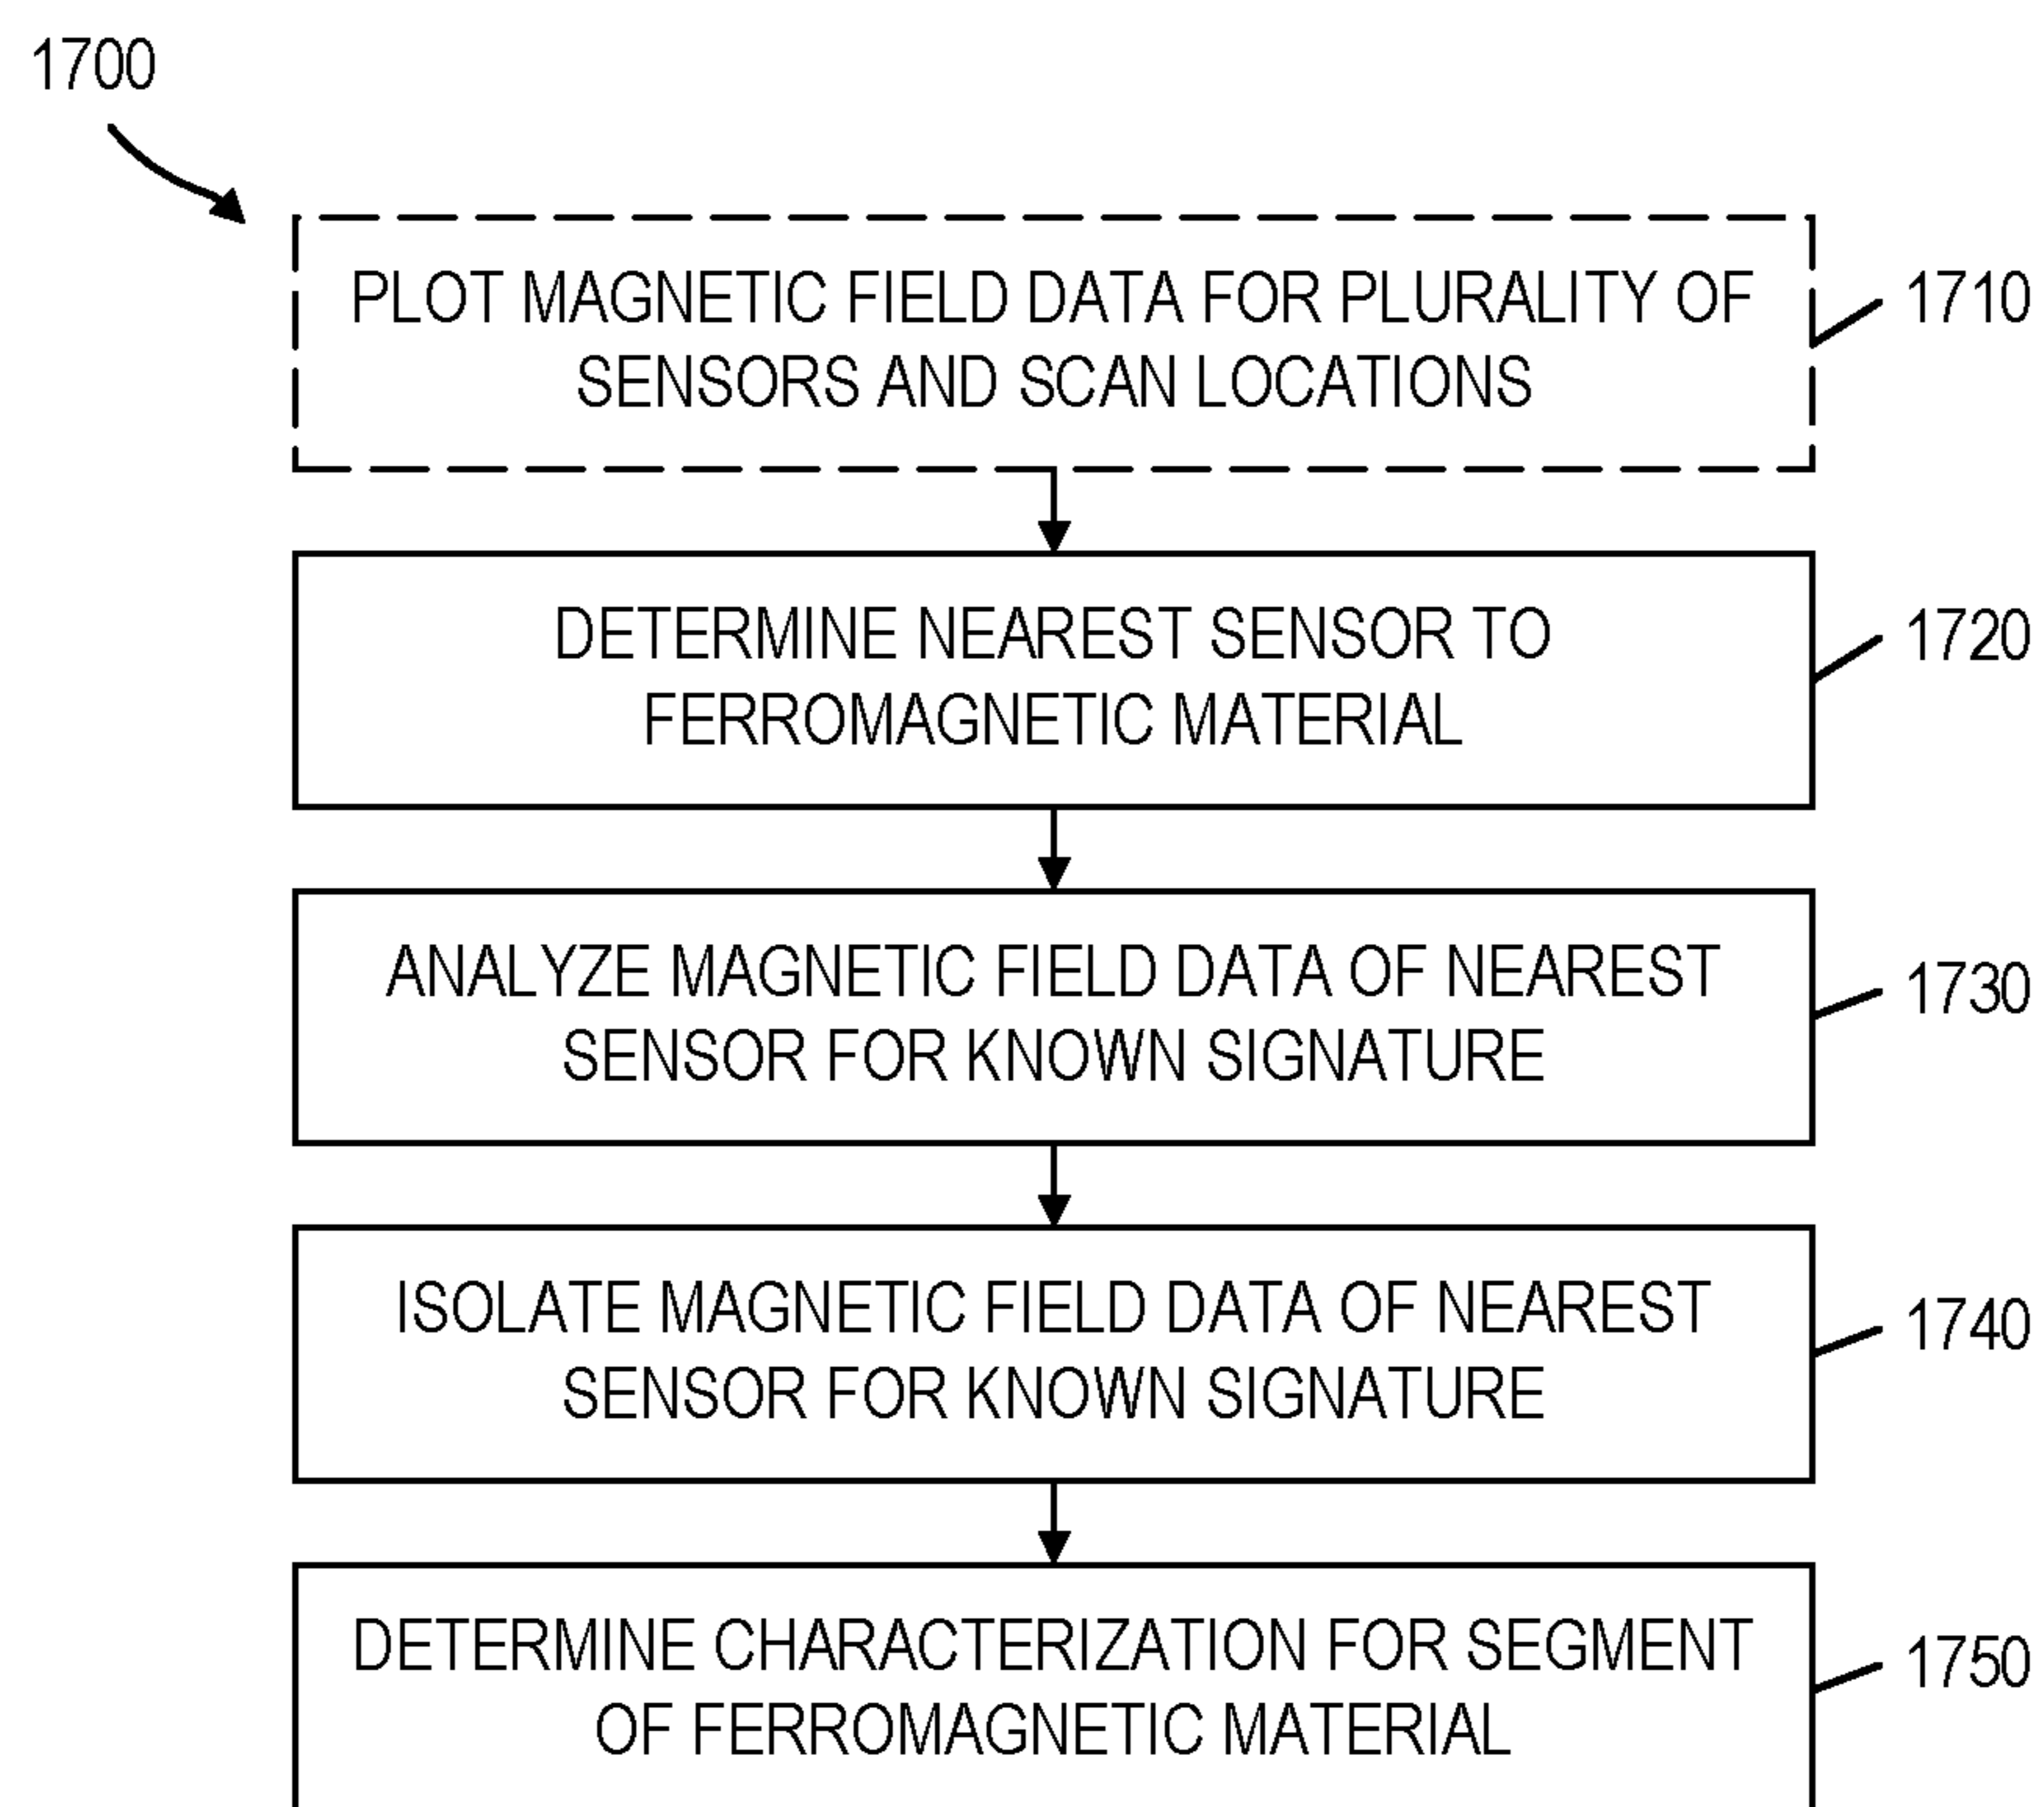 1700
PLOT MAGNETIC FIELD DATA FOR PLURALITY OF
SENSORS AND SCAN LOCATIONS
1710
DETERMINE NEAREST SENSOR TO
FERROMAGNETIC MATERIAL
1720
ANALYZE MAGNETIC FIELD DATA OF NEAREST
SENSOR FOR KNOWN SIGNATURE
1730
ISOLATE MAGNETIC FIELD DATA OF NEAREST
SENSOR FOR KNOWN SIGNATURE
1740
DETERMINE CHARACTERIZATION FOR SEGMENT
OF FERROMAGNETIC MATERIAL
1750